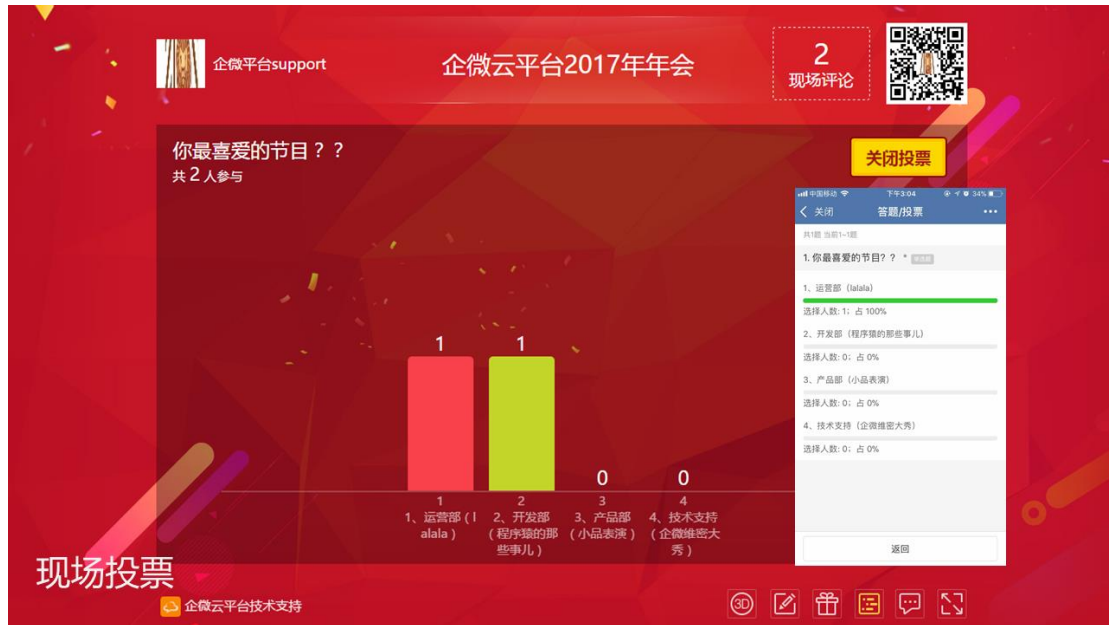 企微平台support
企微云平台2017年年会
2
现场评论
你最喜爱的节目？？
共 2 人参与
关闭投票
中国移动
下午3:04
34%
关闭
答题/投票
共1题 当前1~1题
1. 你最喜爱的节目？？ *
1、运营部（lalala）
选择人数: 1; 占 100%
2、开发部（程序猿的那些事儿）
选择人数: 0; 占 0%
3、产品部（小品表演）
选择人数: 0; 占 0%
4、技术支持（企微维密大秀）
选择人数: 0; 占 0%
返回
1
1
0
0
1
2
3
4
1、运营部（l
alala）
2、开发部
（程序猿的那
些事儿）
3、产品部
（小品表演）
4、技术支持
（企微维密大
秀）
现场投票
企微云平台技术支持
3D